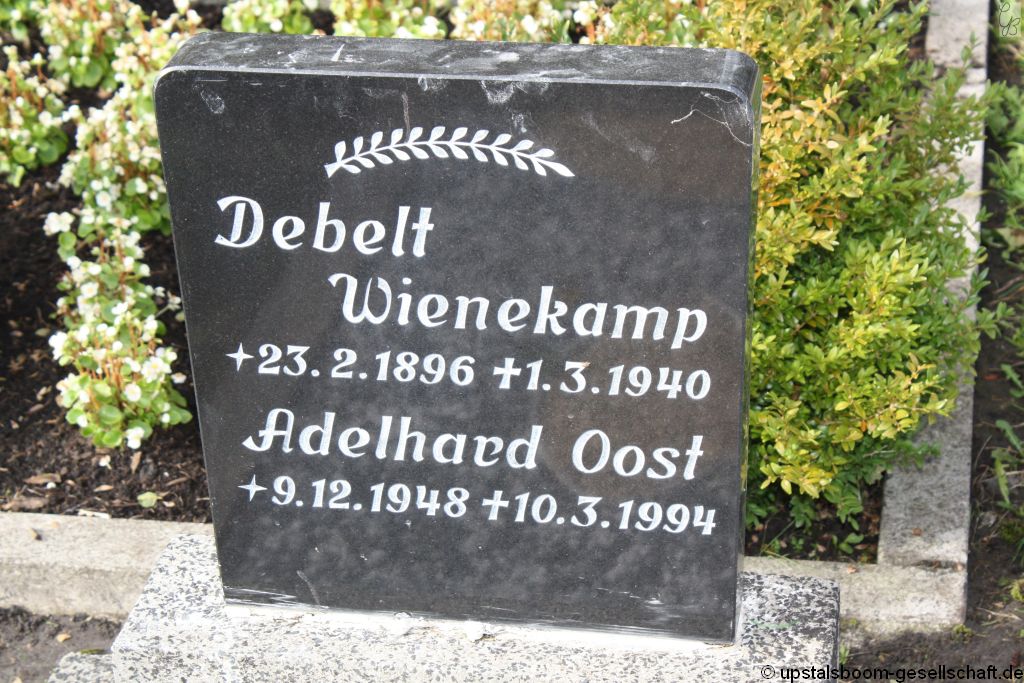 Debelt
Wienekamp
✦23.2.1896 ✝1.3.1940
Adelhard Oost
✦9.12.1948 ✝10.3.1994
© upstalsboom-gesellschaft.de